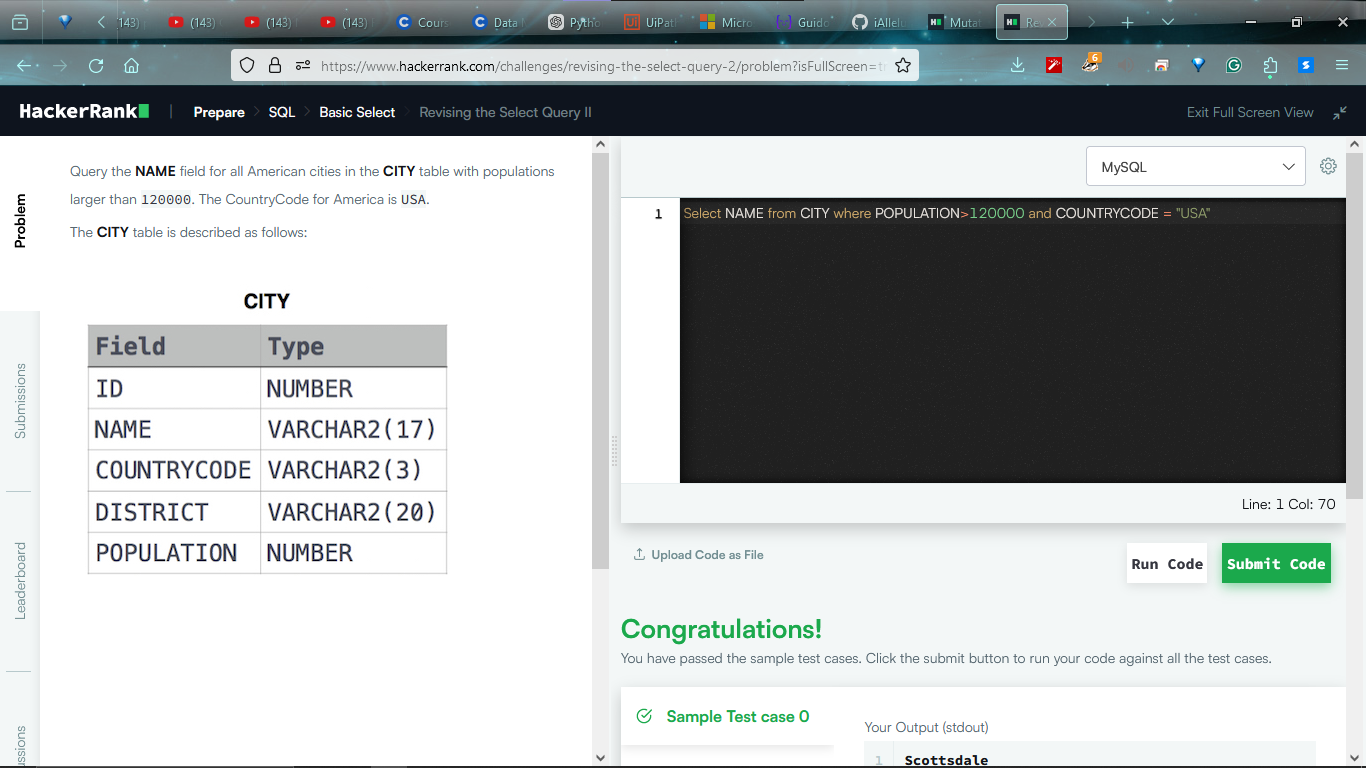 143)
(143)
(143)
(143)
Cours
Data
Pytho
UiPat
Micro
Guido
iAllelu
Mutat
https://www.hackerrank.com/challenges/revising-the-select-query-2/problem?isFullScreen=tr
6
HackerRank
Prepare
SQL
Basic Select
Revising the Select Query II
Exit Full Screen View
Problem
Submissions
Leaderboard
ssions
Query the NAME field for all American cities in the CITY table with populations
larger than 120000. The CountryCode for America is USA.
The CITY table is described as follows:
CITY
Field Type
ID NUMBER
NAME VARCHAR2(17)
COUNTRYCODE VARCHAR2(3)
DISTRICT VARCHAR2(20)
POPULATION NUMBER
MySQL
1 Select NAME from CITY where POPULATION>120000 and COUNTRYCODE = "USA"
Line: 1 Col: 70
Upload Code as File
Run Code
Submit Code
Congratulations!
You have passed the sample test cases. Click the submit button to run your code against all the test cases.
Sample Test case 0
Your Output (stdout)
1 Scottsdale